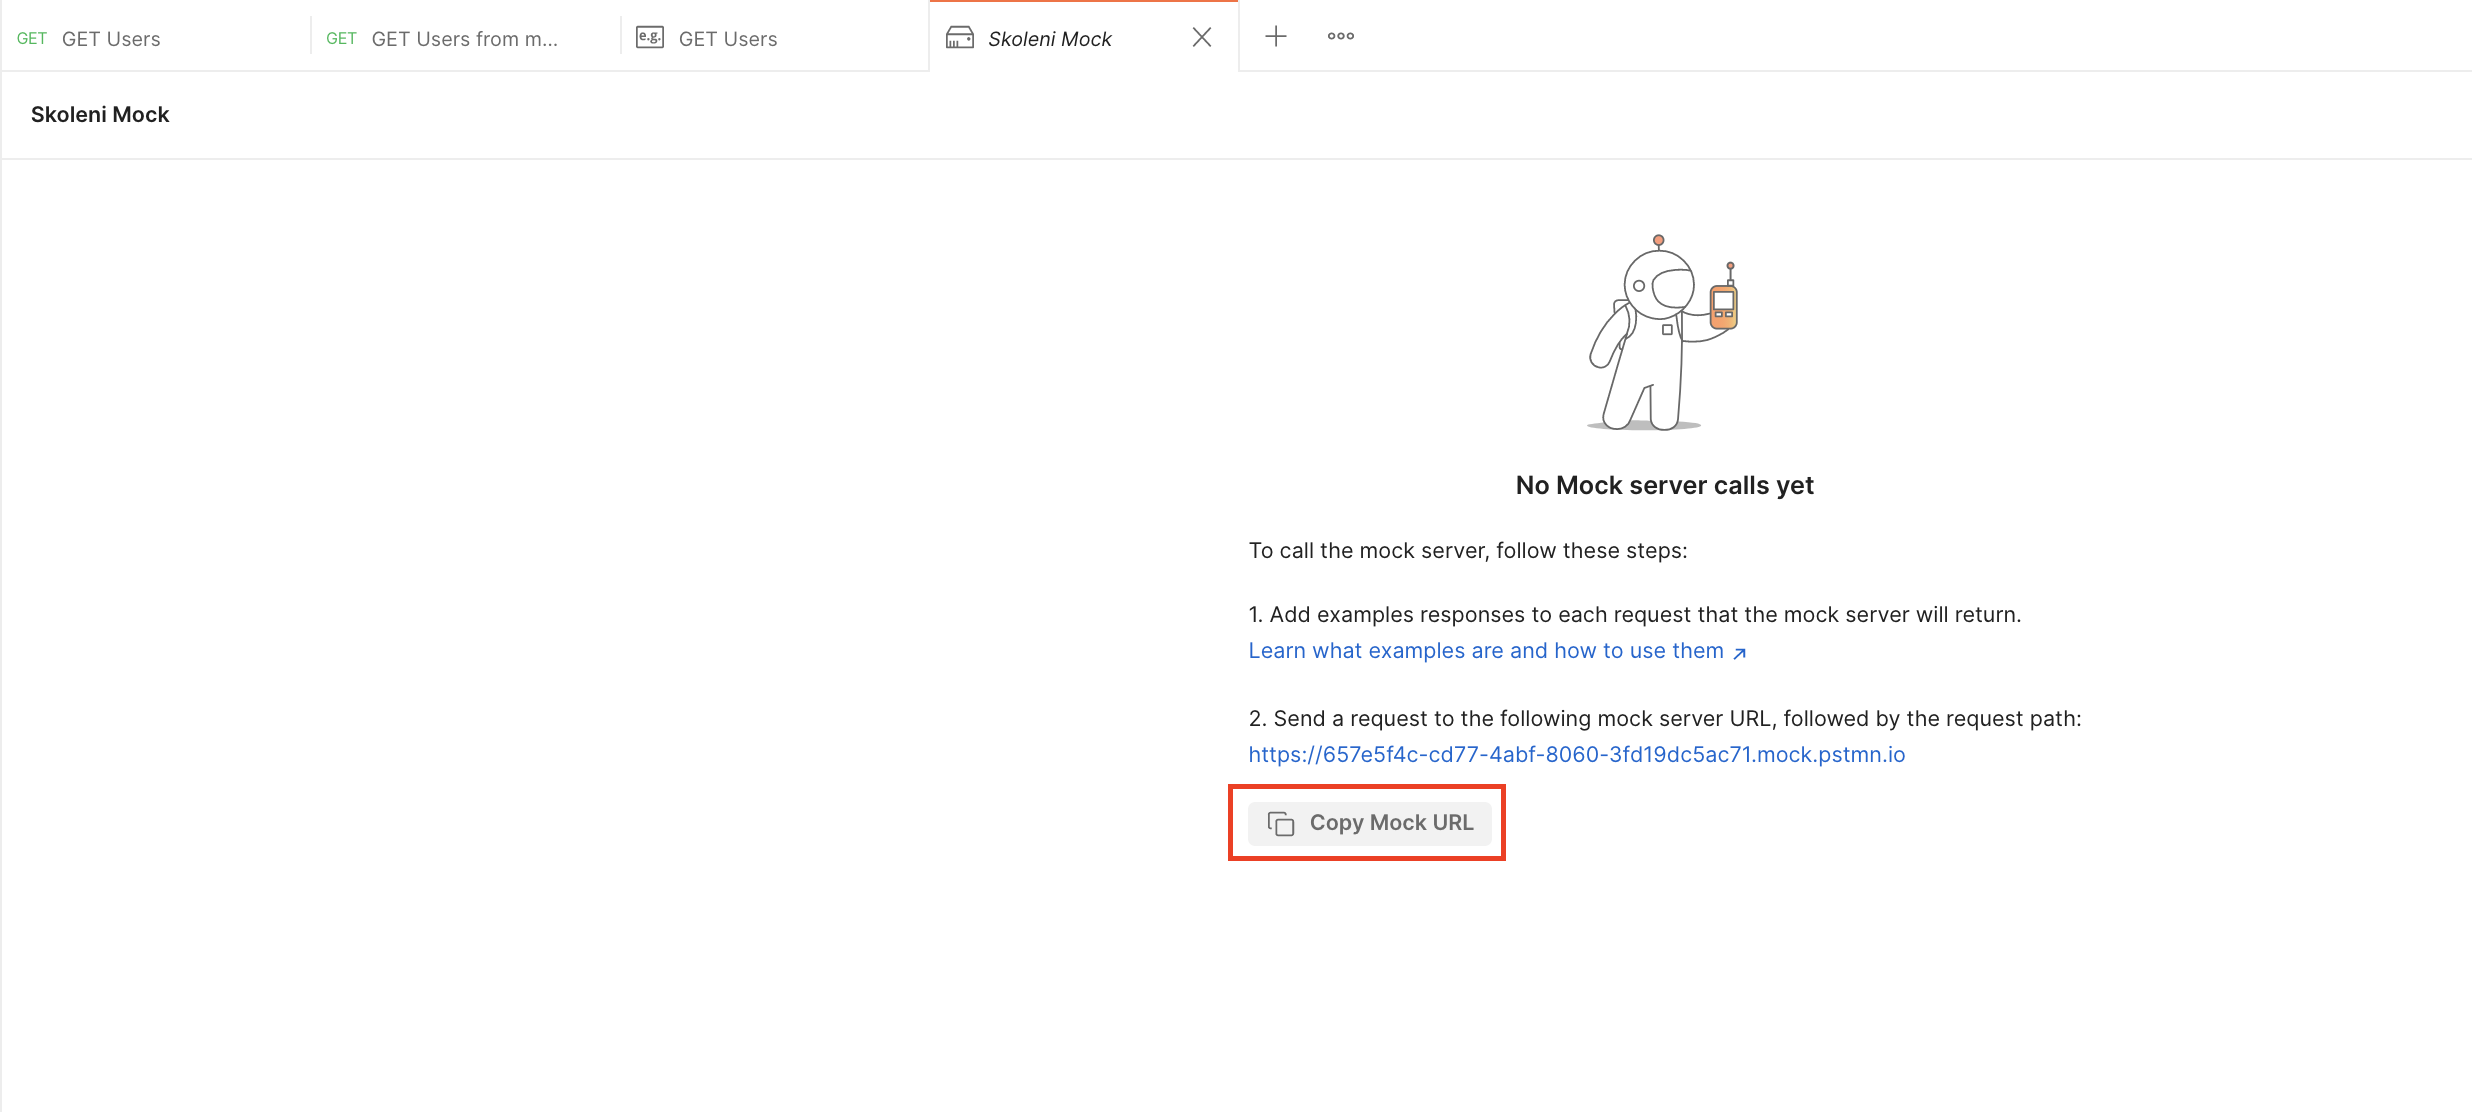 GET GET Users
GET GET Users from m...
e.g. GET Users
Skoleni Mock
Skoleni Mock
No Mock server calls yet
To call the mock server, follow these steps:
1. Add examples responses to each request that the mock server will return.
Learn what examples are and how to use them ↗
2. Send a request to the following mock server URL, followed by the request path:
https://657e5f4c-cd77-4abf-8060-3fd19dc5ac71.mock.pstmn.io
Copy Mock URL